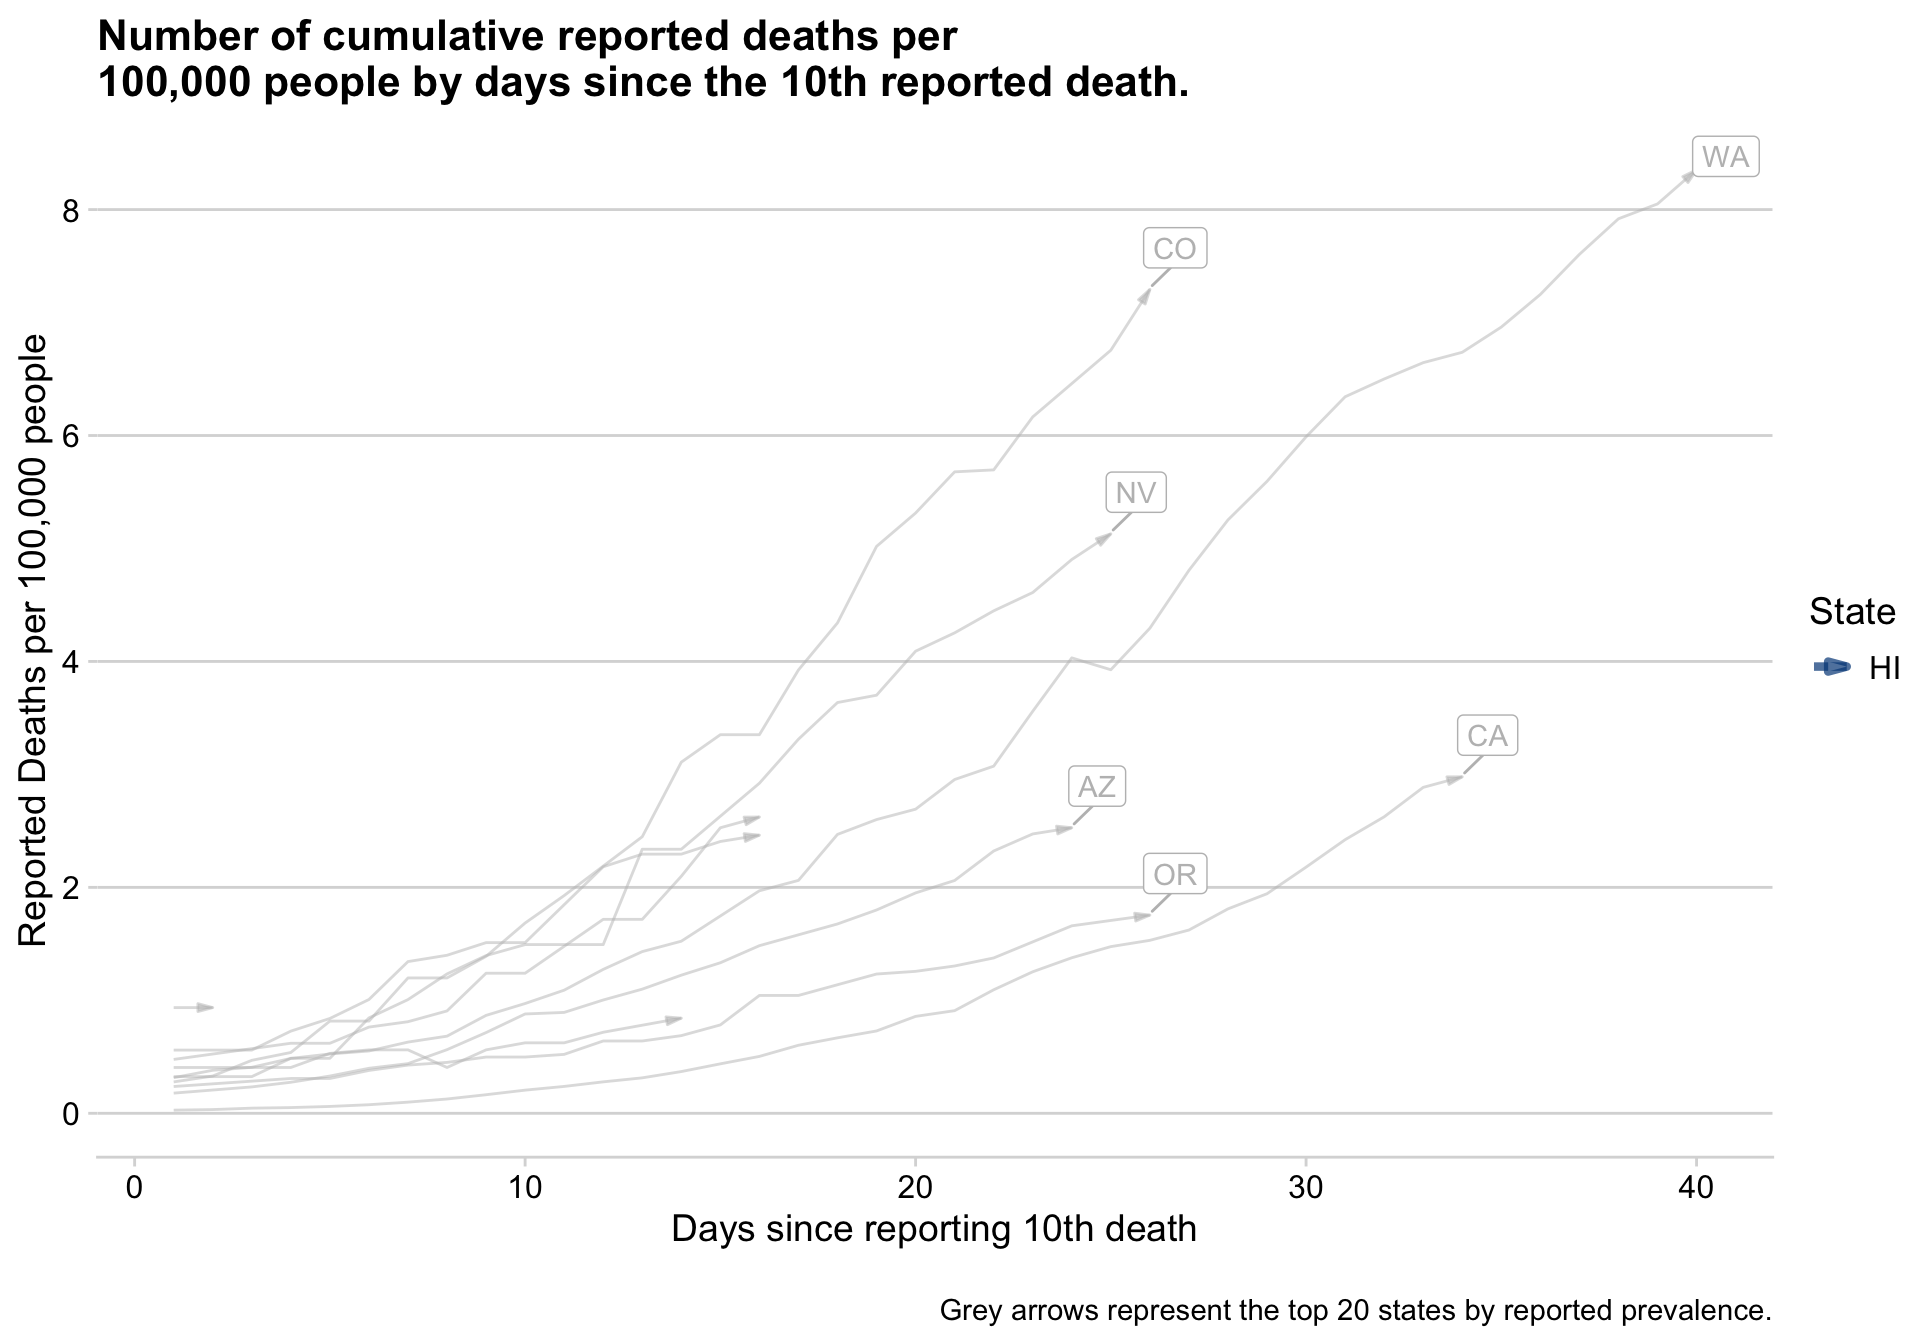 Number of cumulative reported deaths per
100,000 people by days since the 10th reported death.
WA
8
CO
Reported Deaths per 100,000 people
6
NV
State
HI
4
CA
AZ
OR
2
0
0 10 20 30 40
Days since reporting 10th death
Grey arrows represent the top 20 states by reported prevalence.